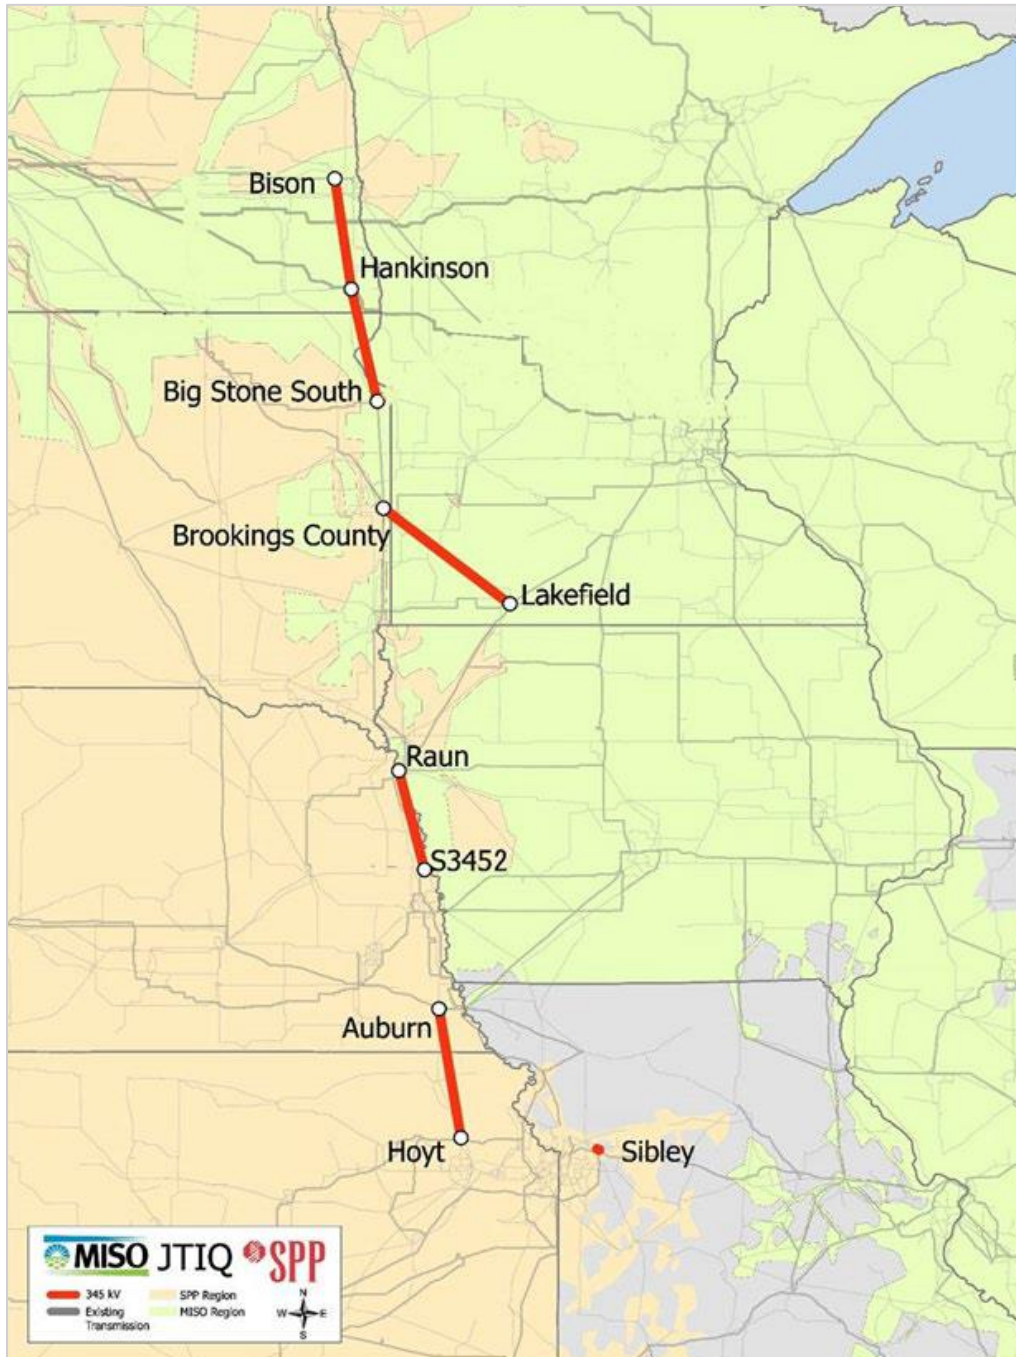 Bison
Hankinson
Big Stone South
Brookings County
Lakefield
Raun
S3452
Auburn
Hoyt
Sibley
MISO JTIQ SPP
345 kV
SPP Region
Existing
Transmission
MISO Region
N
W E
S